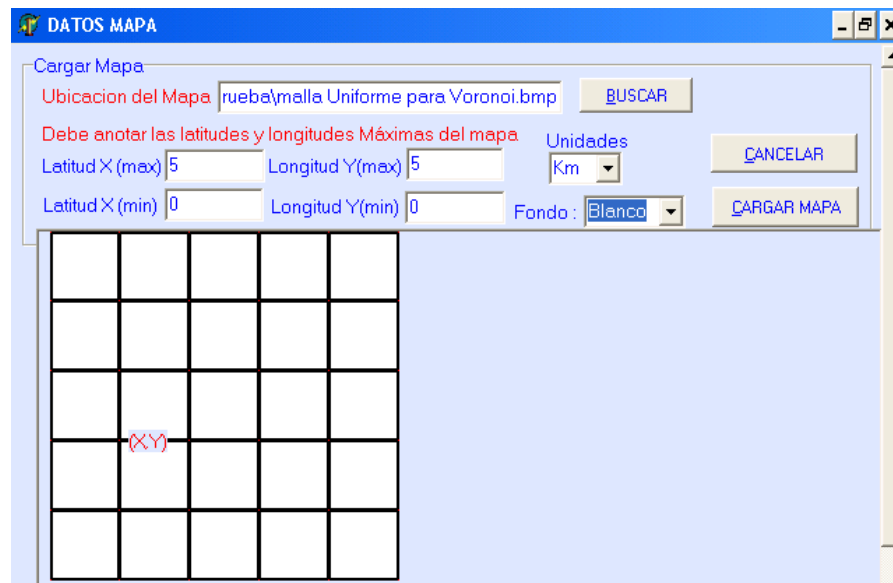 DATOS MAPA
Cargar Mapa
Ubicacion del Mapa rueba\malla Uniforme para Voronoi.bmp BUSCAR
Debe anotar las latitudes y longitudes Máximas del mapa Unidades
Latitud X (max) 5 Longitud Y(max) 5 Km CANCELAR
Latitud X (min) 0 Longitud Y(min) 0 Fondo : Blanco CARGAR MAPA
(X,Y)